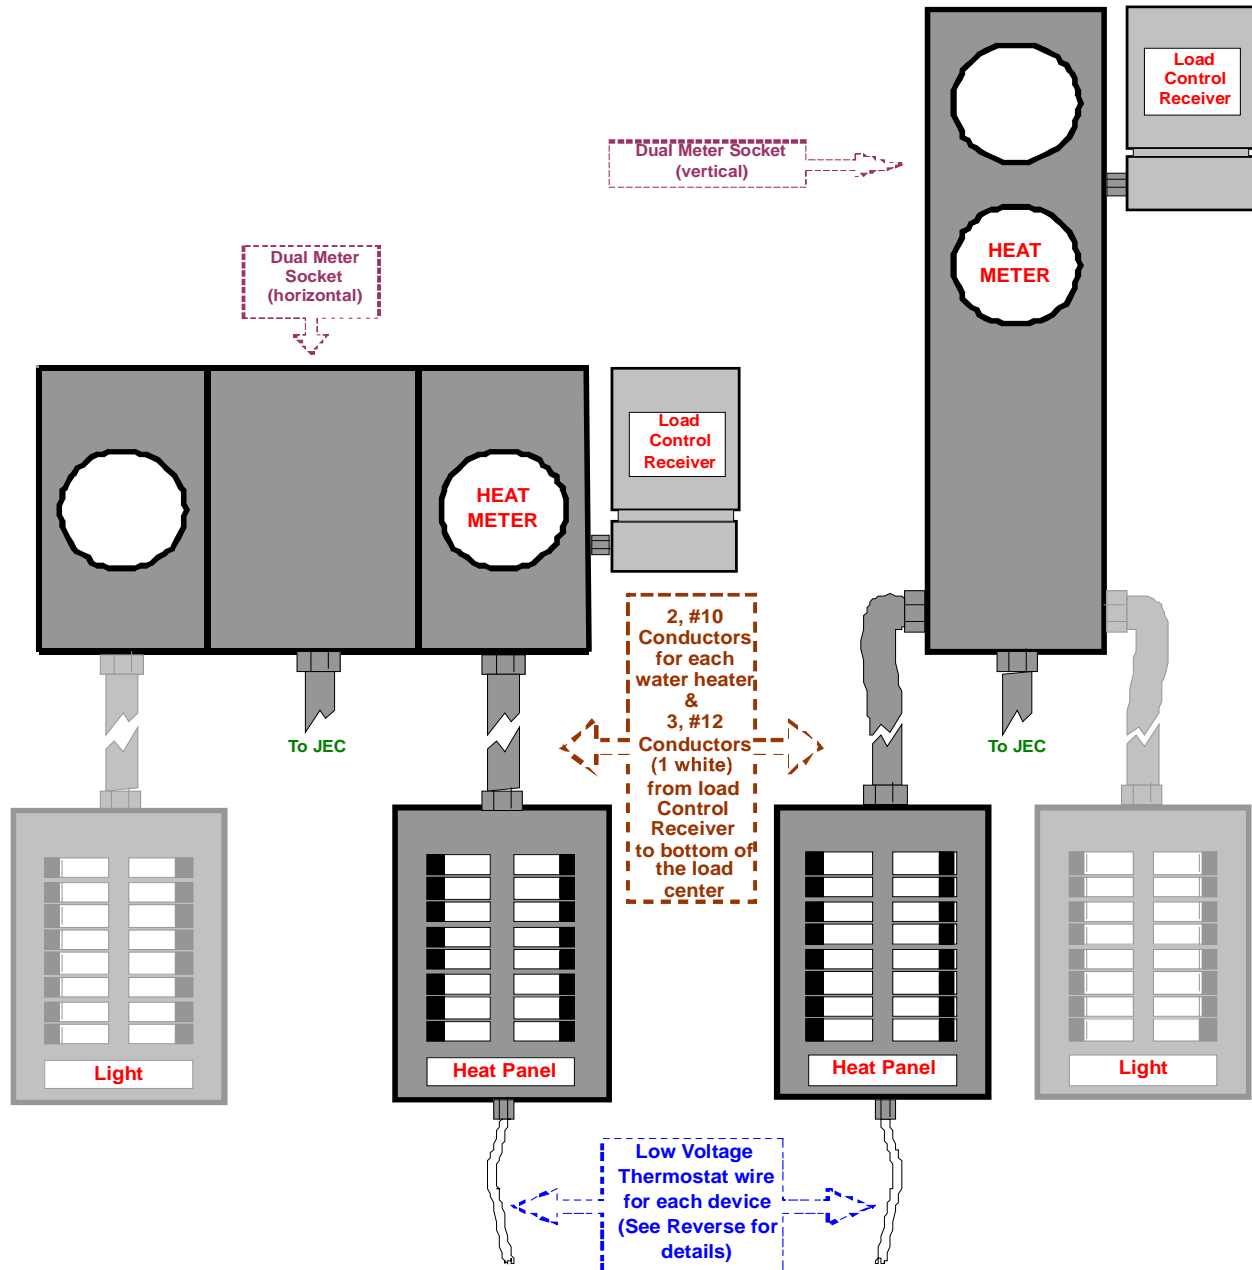 Load
Control
Receiver
Dual Meter Socket
(vertical)
HEAT
METER
Dual Meter
Socket
(horizontal)
Load
Control
Receiver
HEAT
METER
2, #10
Conductors
for each
water heater
&
3, #12
Conductors
(1 white)
from load
Control
Receiver
to bottom of
the load
center
To JEC
To JEC
Light
Heat Panel
Heat Panel
Light
Low Voltage
Thermostat wire
for each device
(See Reverse for
details)